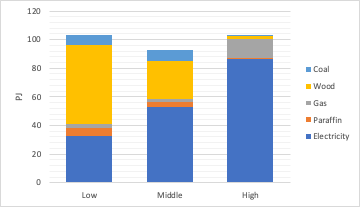 120
100
80
60
40
20
0
PJ
Low Middle High
Coal
Wood
Gas
Paraffin
Electricity